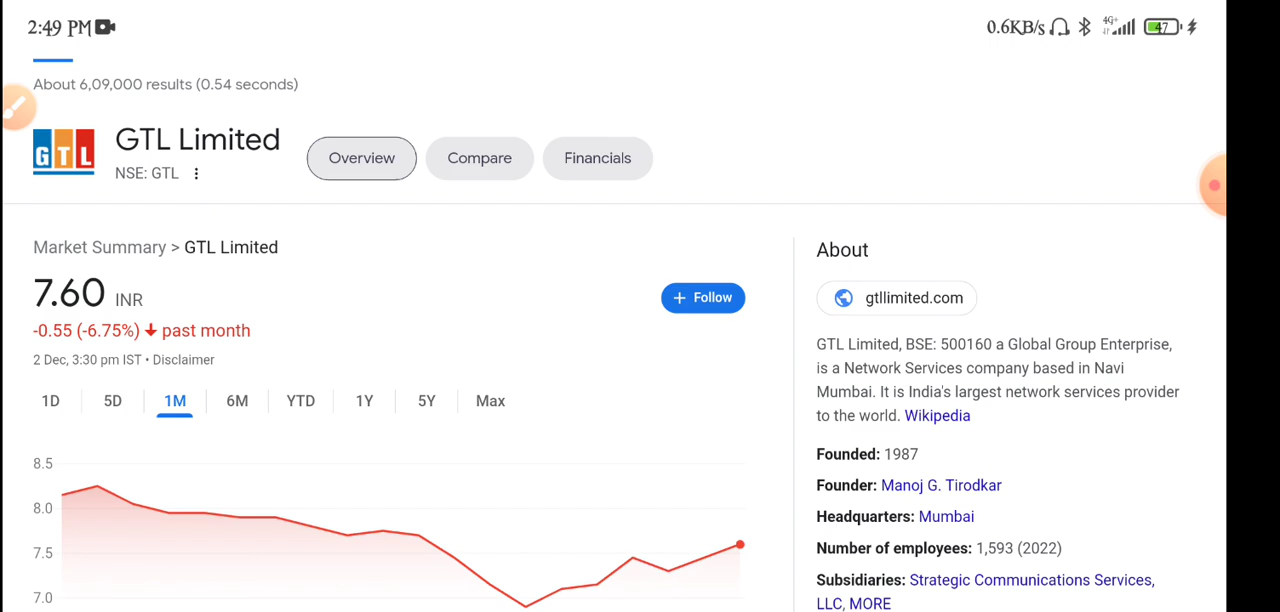 2:49 PM
0.6KB/s 4G+ 47
About 6,09,000 results (0.54 seconds)
GTL
GTL Limited
NSE: GTL
Overview
Compare
Financials
Market Summary > GTL Limited
7.60 INR
-0.55 (-6.75%) past month
2 Dec, 3:30 pm IST • Disclaimer
+ Follow
1D 5D 1M 6M YTD 1Y 5Y Max
8.5
8.0
7.5
7.0
About
gtllimited.com
GTL Limited, BSE: 500160 a Global Group Enterprise,
is a Network Services company based in Navi
Mumbai. It is India's largest network services provider
to the world. Wikipedia
Founded: 1987
Founder: Manoj G. Tirodkar
Headquarters: Mumbai
Number of employees: 1,593 (2022)
Subsidiaries: Strategic Communications Services,
LLC, MORE